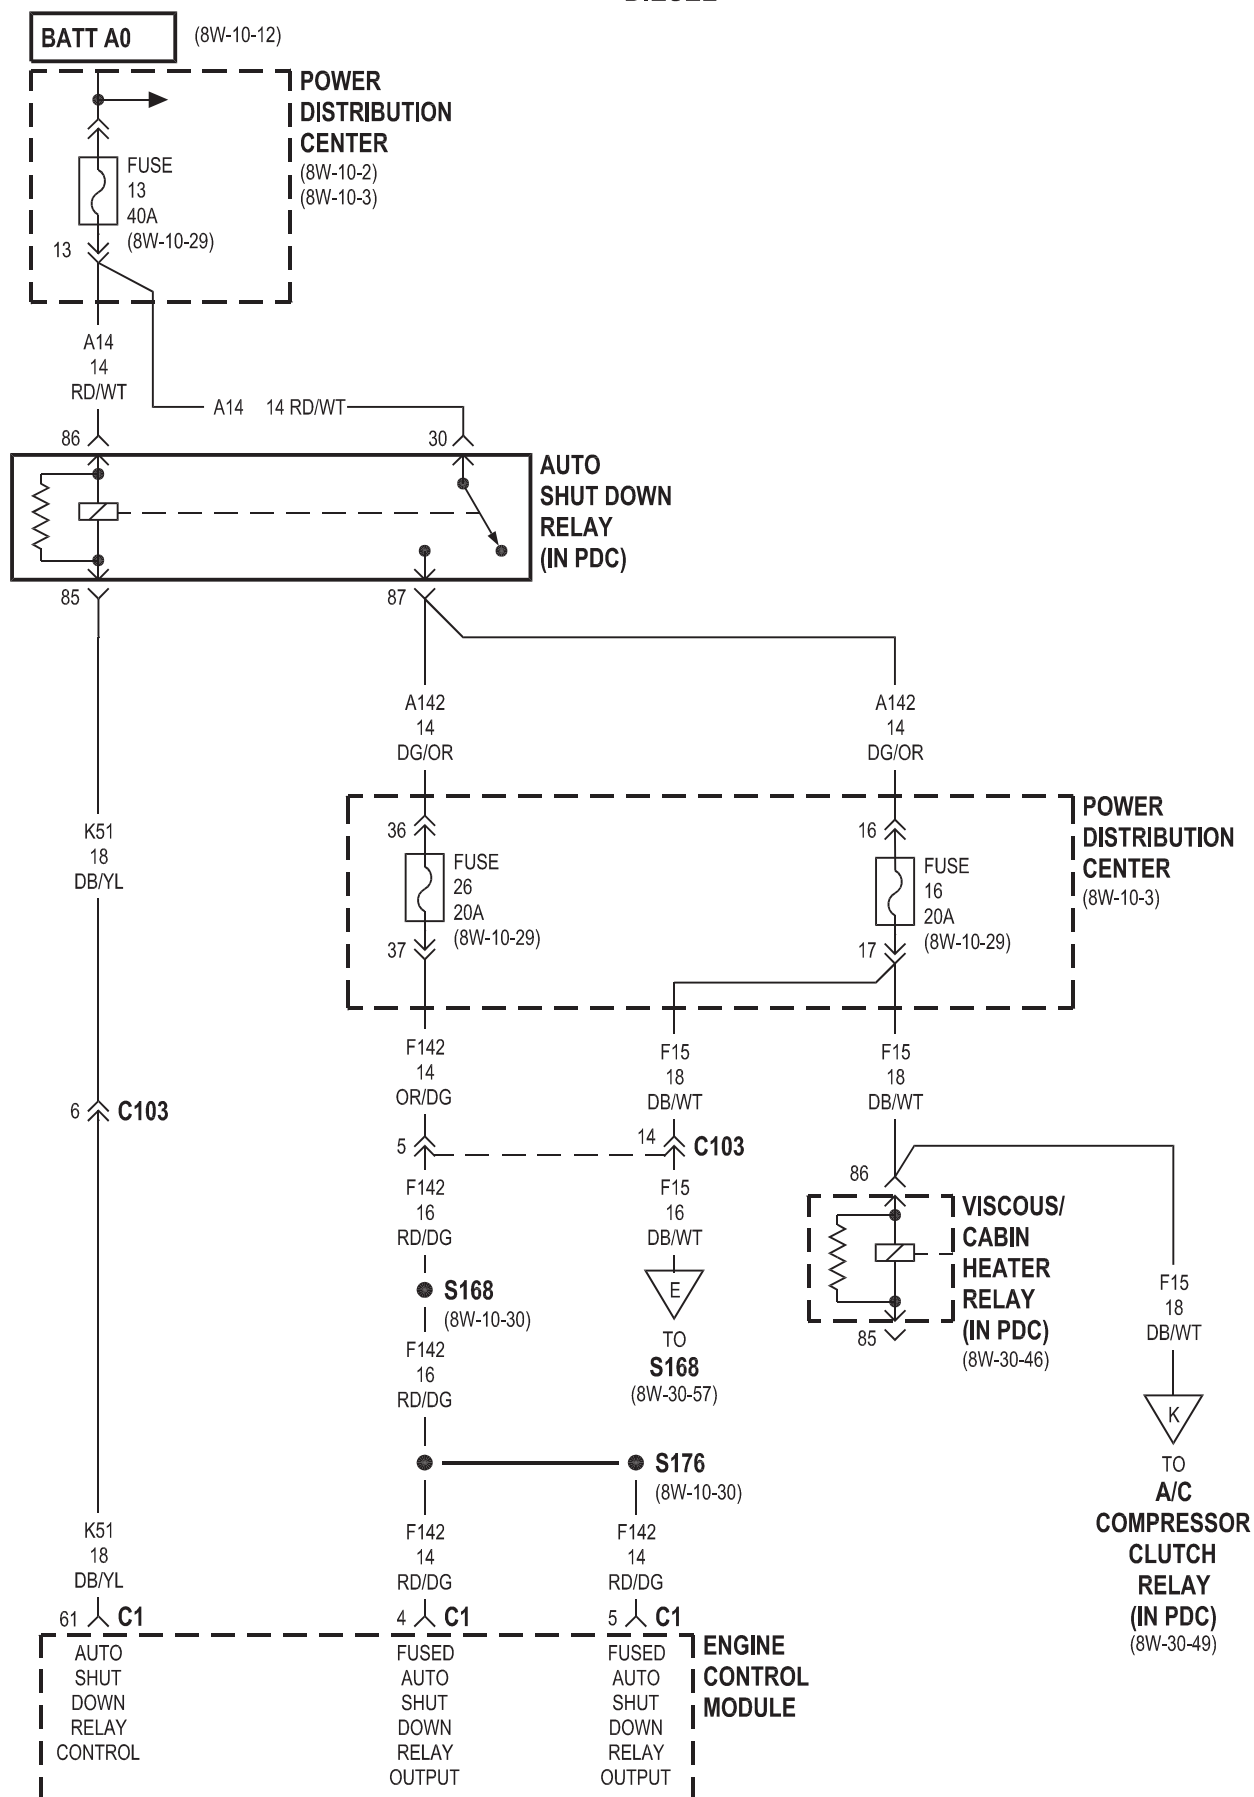 DIESEL
BATT A0
(8W-10-12)
POWER
DISTRIBUTION
CENTER
(8W-10-2)
(8W-10-3)
FUSE
13
40A
(8W-10-29)
13
A14
14
RD/WT
A14 14 RD/WT
86
30
AUTO
SHUT DOWN
RELAY
(IN PDC)
85
87
A142
14
DG/OR
A142
14
DG/OR
K51
18
DB/YL
POWER
DISTRIBUTION
CENTER
(8W-10-3)
36
FUSE
26
20A
(8W-10-29)
37
16
FUSE
16
20A
(8W-10-29)
17
F142
14
OR/DG
F15
18
DB/WT
F15
18
DB/WT
6 C103
5
14 C103
F142
16
RD/DG
F15
16
DB/WT
86
VISCOUS/
CABIN
HEATER
RELAY
(IN PDC)
(8W-30-46)
85
S168
(8W-10-30)
E
TO
S168
(8W-30-57)
F15
18
DB/WT
F142
16
RD/DG
K
TO
A/C
COMPRESSOR
CLUTCH
RELAY
(IN PDC)
(8W-30-49)
S176
(8W-10-30)
K51
18
DB/YL
F142
14
RD/DG
F142
14
RD/DG
61 C1
4 C1
5 C1
AUTO
SHUT
DOWN
RELAY
CONTROL
FUSED
AUTO
SHUT
DOWN
RELAY
OUTPUT
FUSED
AUTO
SHUT
DOWN
RELAY
OUTPUT
ENGINE
CONTROL
MODULE